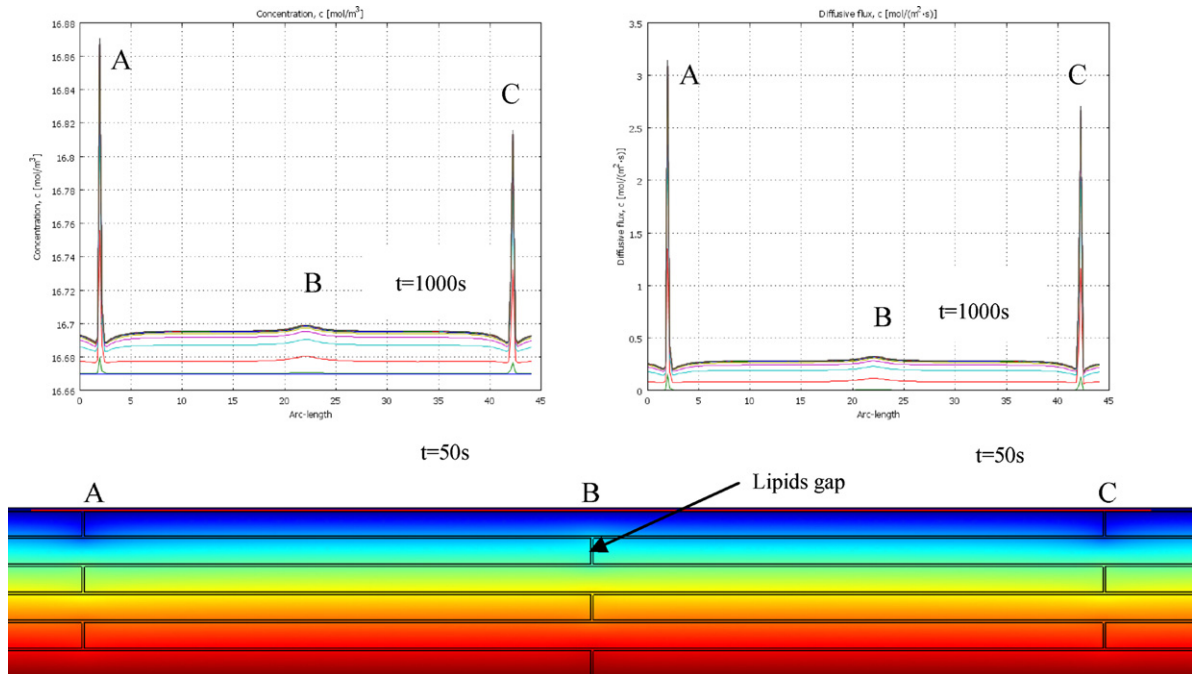 Concentration, c [mol/m³]
16.88
16.86
16.84
16.82
16.8
16.78
16.76
16.74
16.72
16.7
16.68
16.66
Concentration, c [mol/m³]
A
C
B
t=1000s
0 5 10 15 20 25 30 35 40 45
Arc-length
t=50s
Diffusive flux, c [mol/(m²·s)]
3.5
3
2.5
2
1.5
1
0.5
0
Diffusive flux, c [mol/(m²·s)]
A
C
B
t=1000s
0 5 10 15 20 25 30 35 40 45
Arc-length
t=50s
A
B
Lipids gap
C